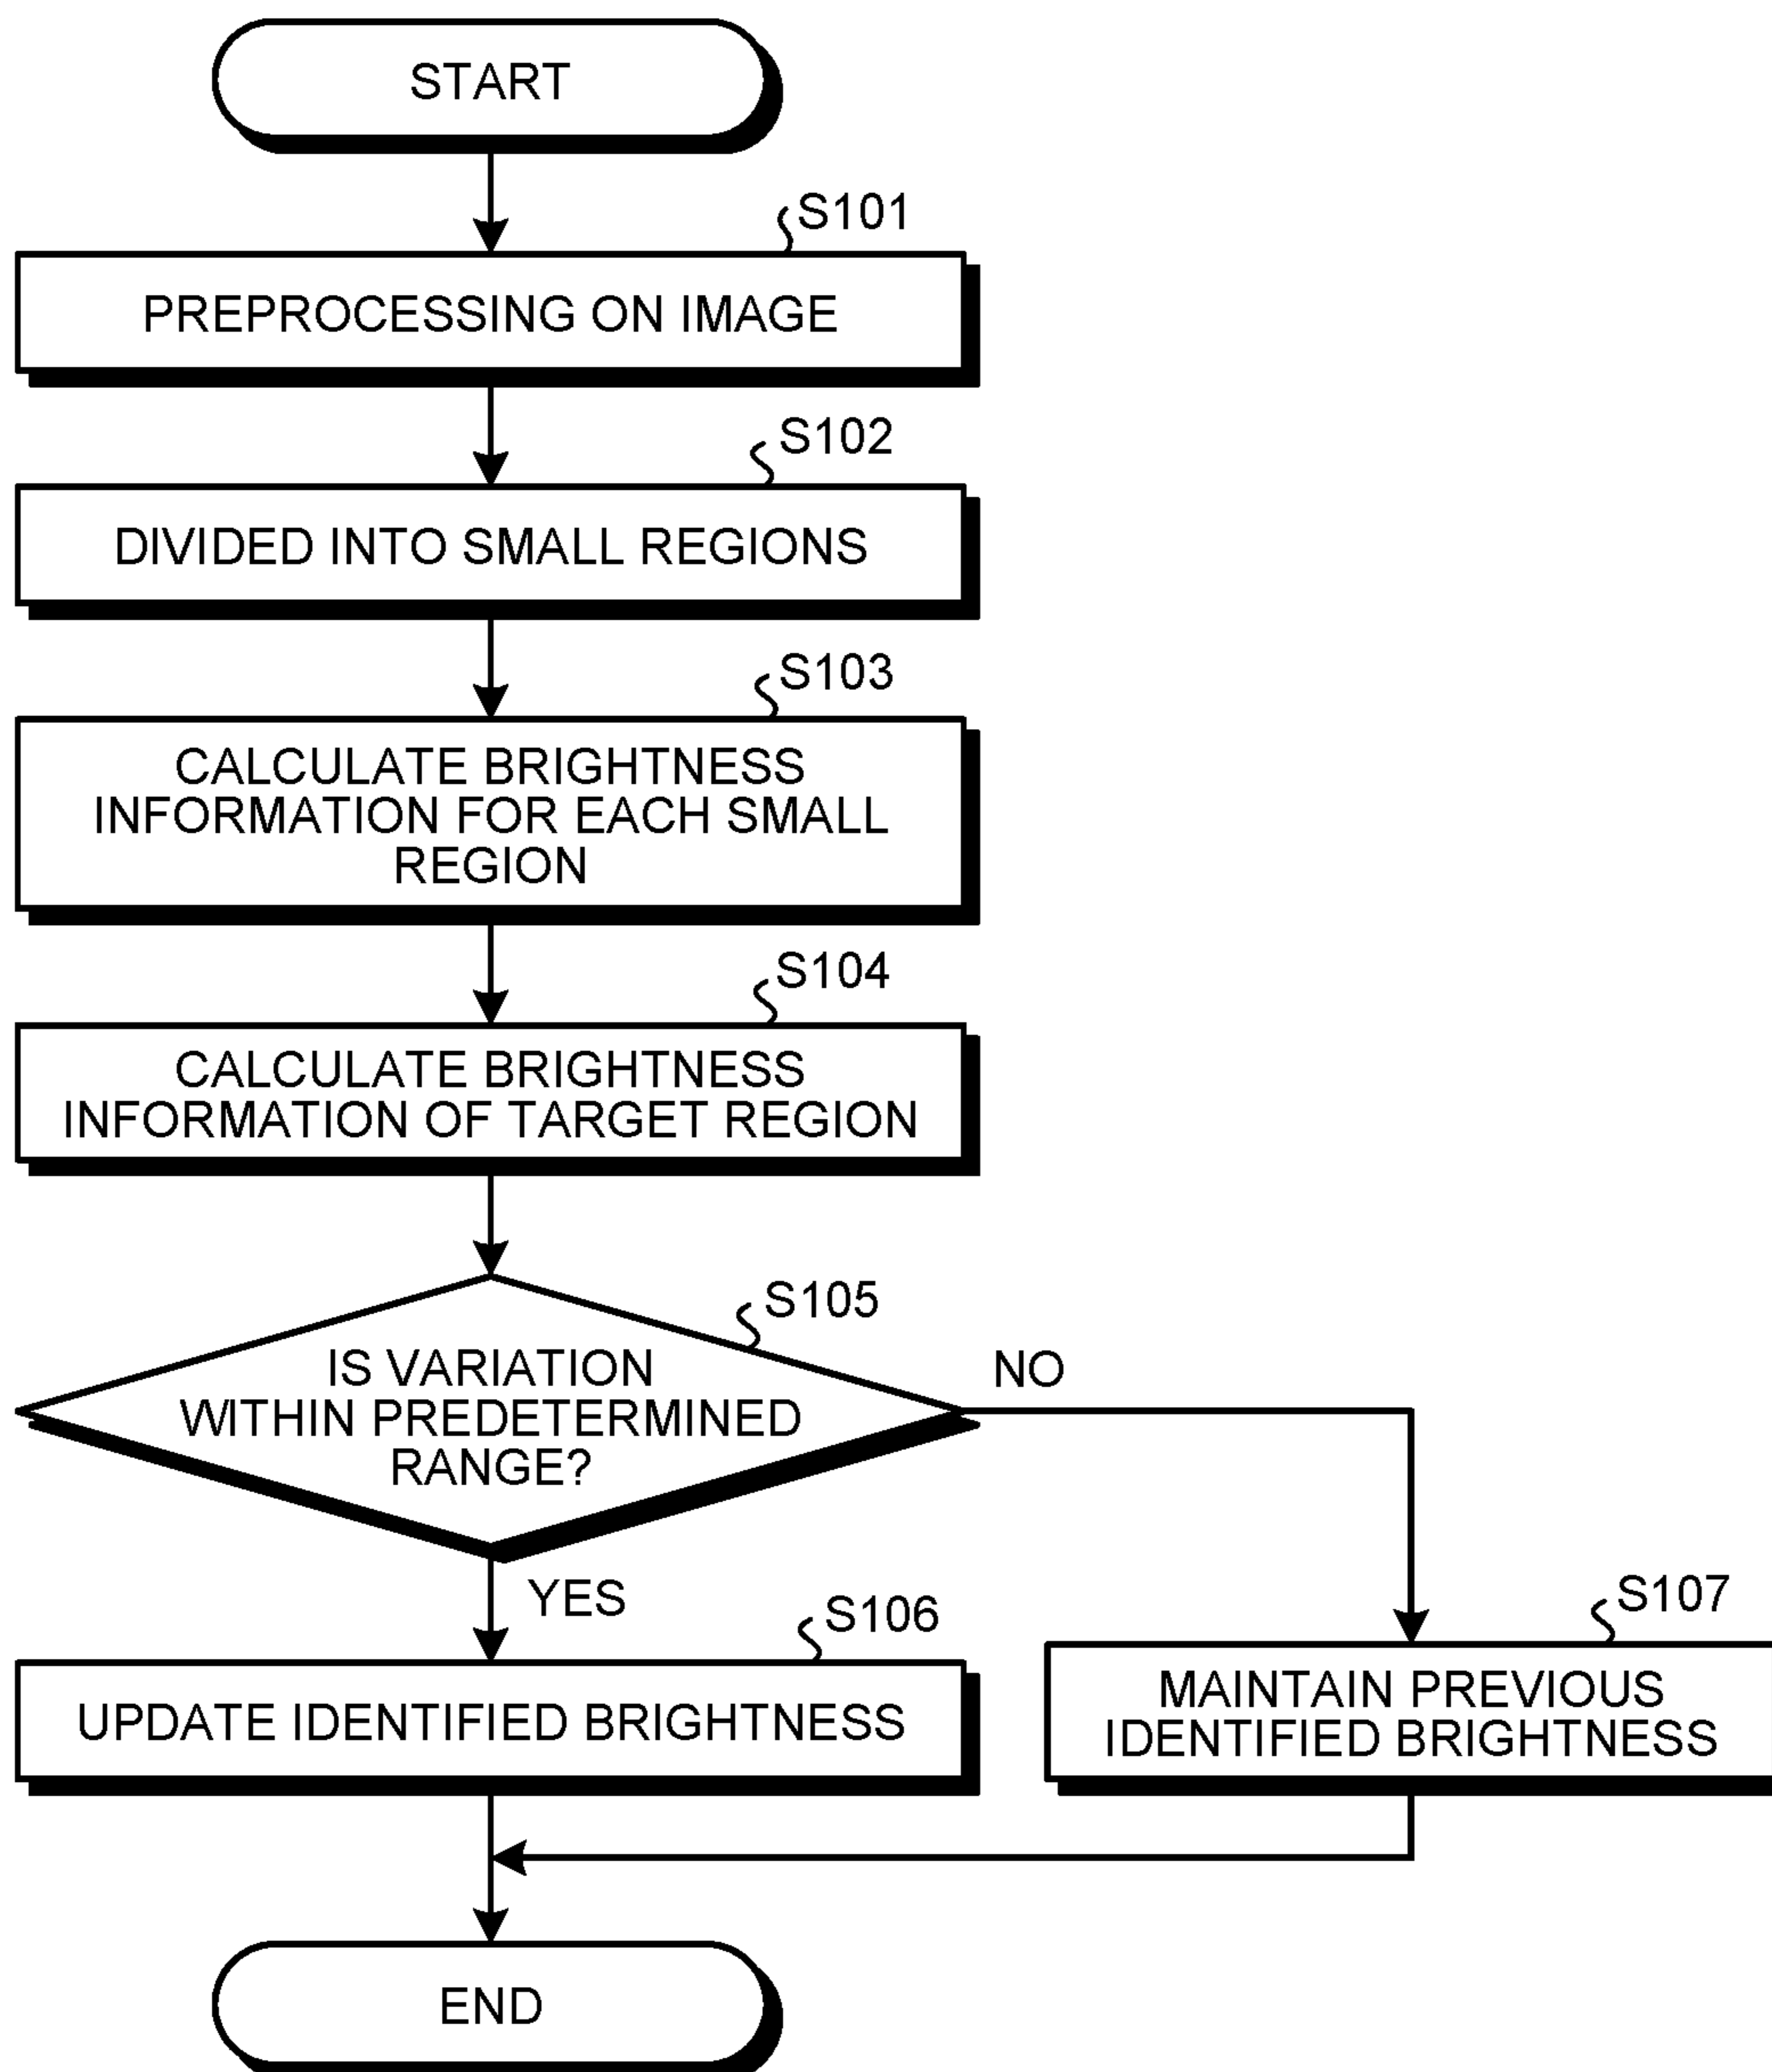 START
S101
PREPROCESSING ON IMAGE
S102
DIVIDED INTO SMALL REGIONS
S103
CALCULATE BRIGHTNESS
INFORMATION FOR EACH SMALL
REGION
S104
CALCULATE BRIGHTNESS
INFORMATION OF TARGET REGION
S105
IS VARIATION
WITHIN PREDETERMINED
RANGE?
NO
YES
S106
UPDATE IDENTIFIED BRIGHTNESS
S107
MAINTAIN PREVIOUS
IDENTIFIED BRIGHTNESS
END